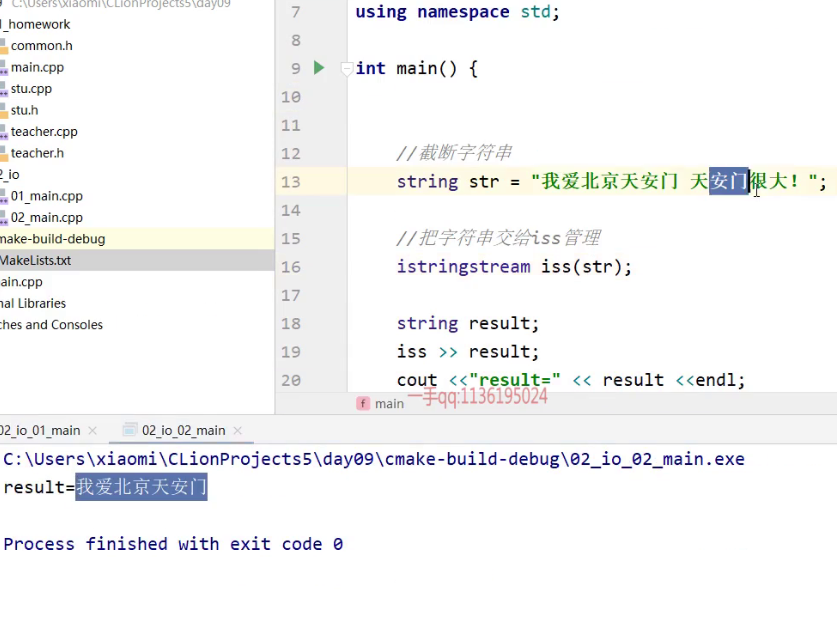 C:\Users\xiaomi\CLionProjects5\day09
1_homework
common.h
main.cpp
stu.cpp
stu.h
teacher.cpp
teacher.h
2_io
01_main.cpp
02_main.cpp
make-build-debug
MakeLists.txt
ain.cpp
nal Libraries
ches and Consoles
7 using namespace std;
8
9 int main() {
10
11
12 //截断字符串
13 string str = "我爱北京天安门 天安门很大! ";
14
15 //把字符串交给iss管理
16 istringstream iss(str);
17
18 string result;
19 iss >> result;
20 cout <<"result=" << result <<endl;
f main
一手qq:1136195024
02_io_01_main × 02_io_02_main ×
C:\Users\xiaomi\CLionProjects5\day09\cmake-build-debug\02_io_02_main.exe
result=我爱北京天安门
Process finished with exit code 0